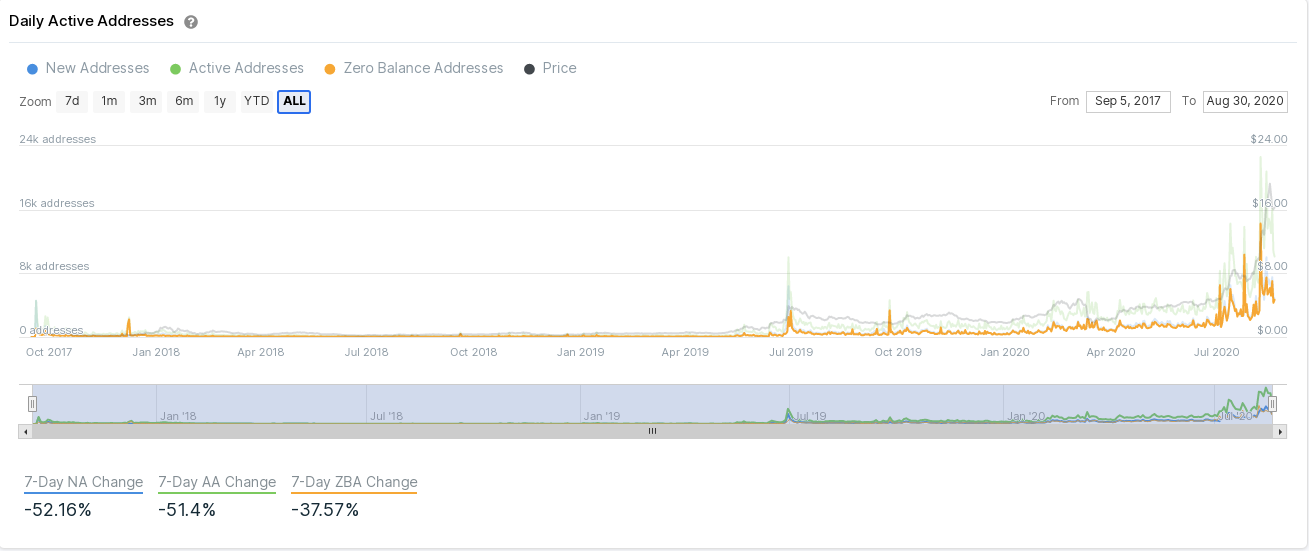 Daily Active Addresses ?
New Addresses Active Addresses Zero Balance Addresses Price
Zoom 7d 1m 3m 6m 1y YTD ALL From Sep 5, 2017 To Aug 30, 2020
24k addresses $24.00
16k addresses $16.00
8k addresses $8.00
0 addresses $0.00
Oct 2017 Jan 2018 Apr 2018 Jul 2018 Oct 2018 Jan 2019 Apr 2019 Jul 2019 Oct 2019 Jan 2020 Apr 2020 Jul 2020
Jan '18 Jul '18 Jan '19 Jul '19 Jan '20 Jul '20
7-Day NA Change 7-Day AA Change 7-Day ZBA Change
-52.16% -51.4% -37.57%